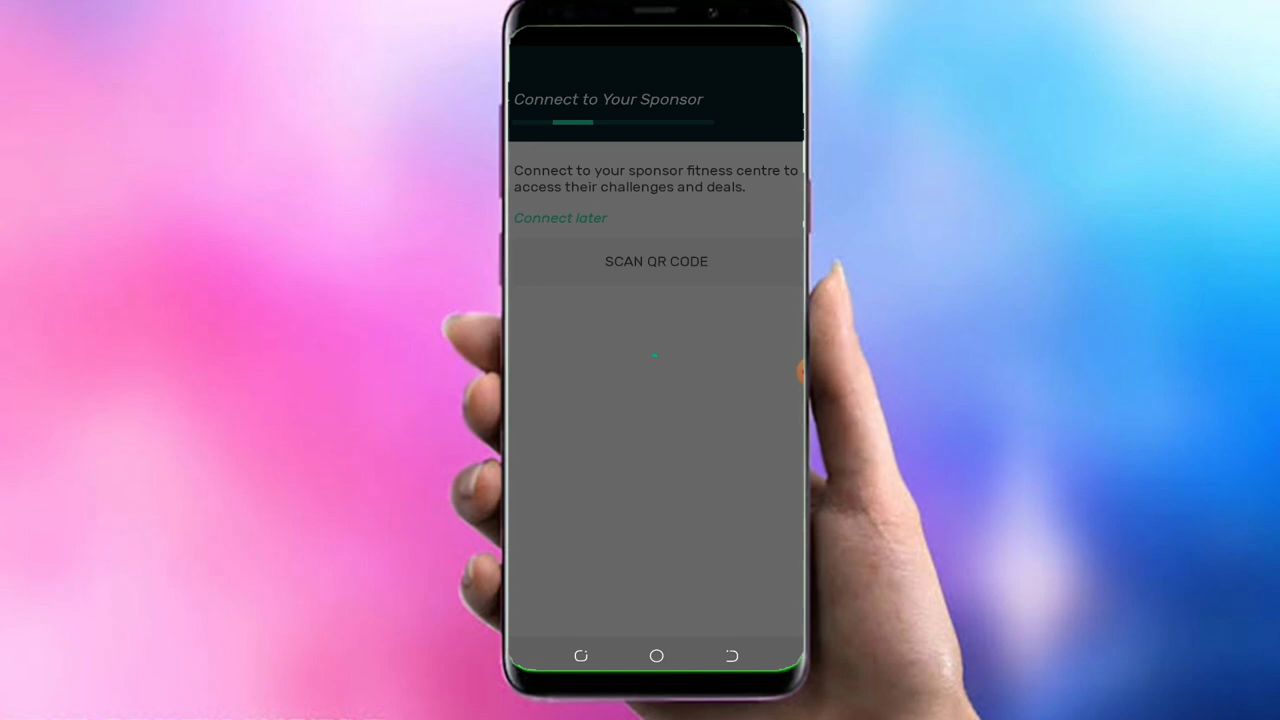 Connect to Your Sponsor
Connect to your sponsor fitness centre to
access their challenges and deals.
Connect later
SCAN QR CODE